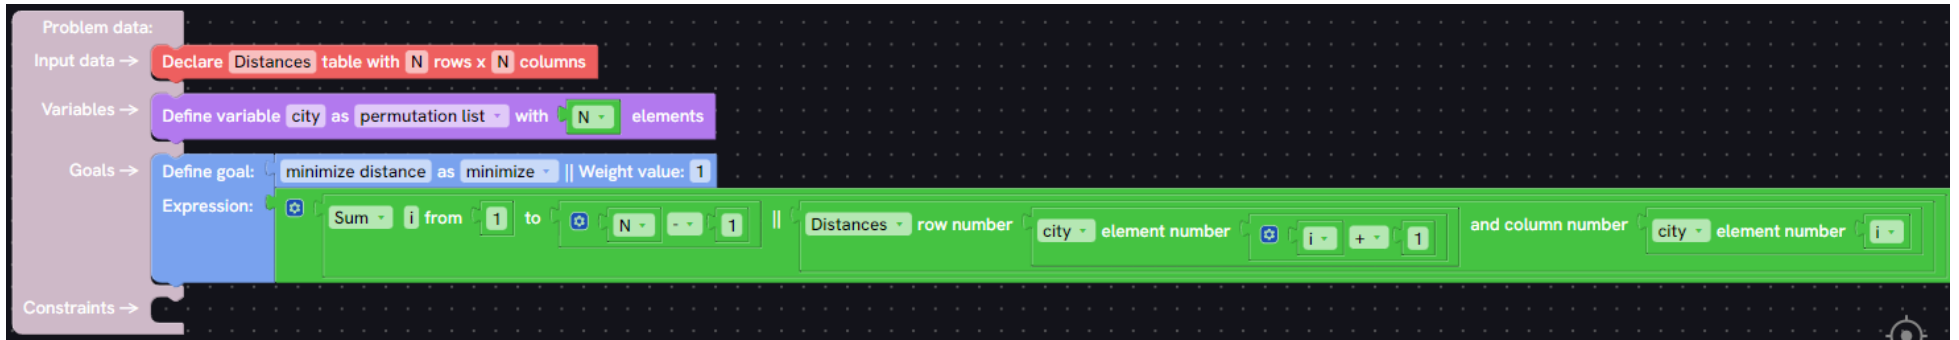 Problem data:
Input data → Declare Distances table with N rows x N columns
Variables → Define variable city as permutation list with N elements
Goals → Define goal: minimize distance as minimize || Weight value: 1
Expression: Sum i from 1 to N - 1 || Distances row number city element number i + 1 and column number city element number i
Constraints →